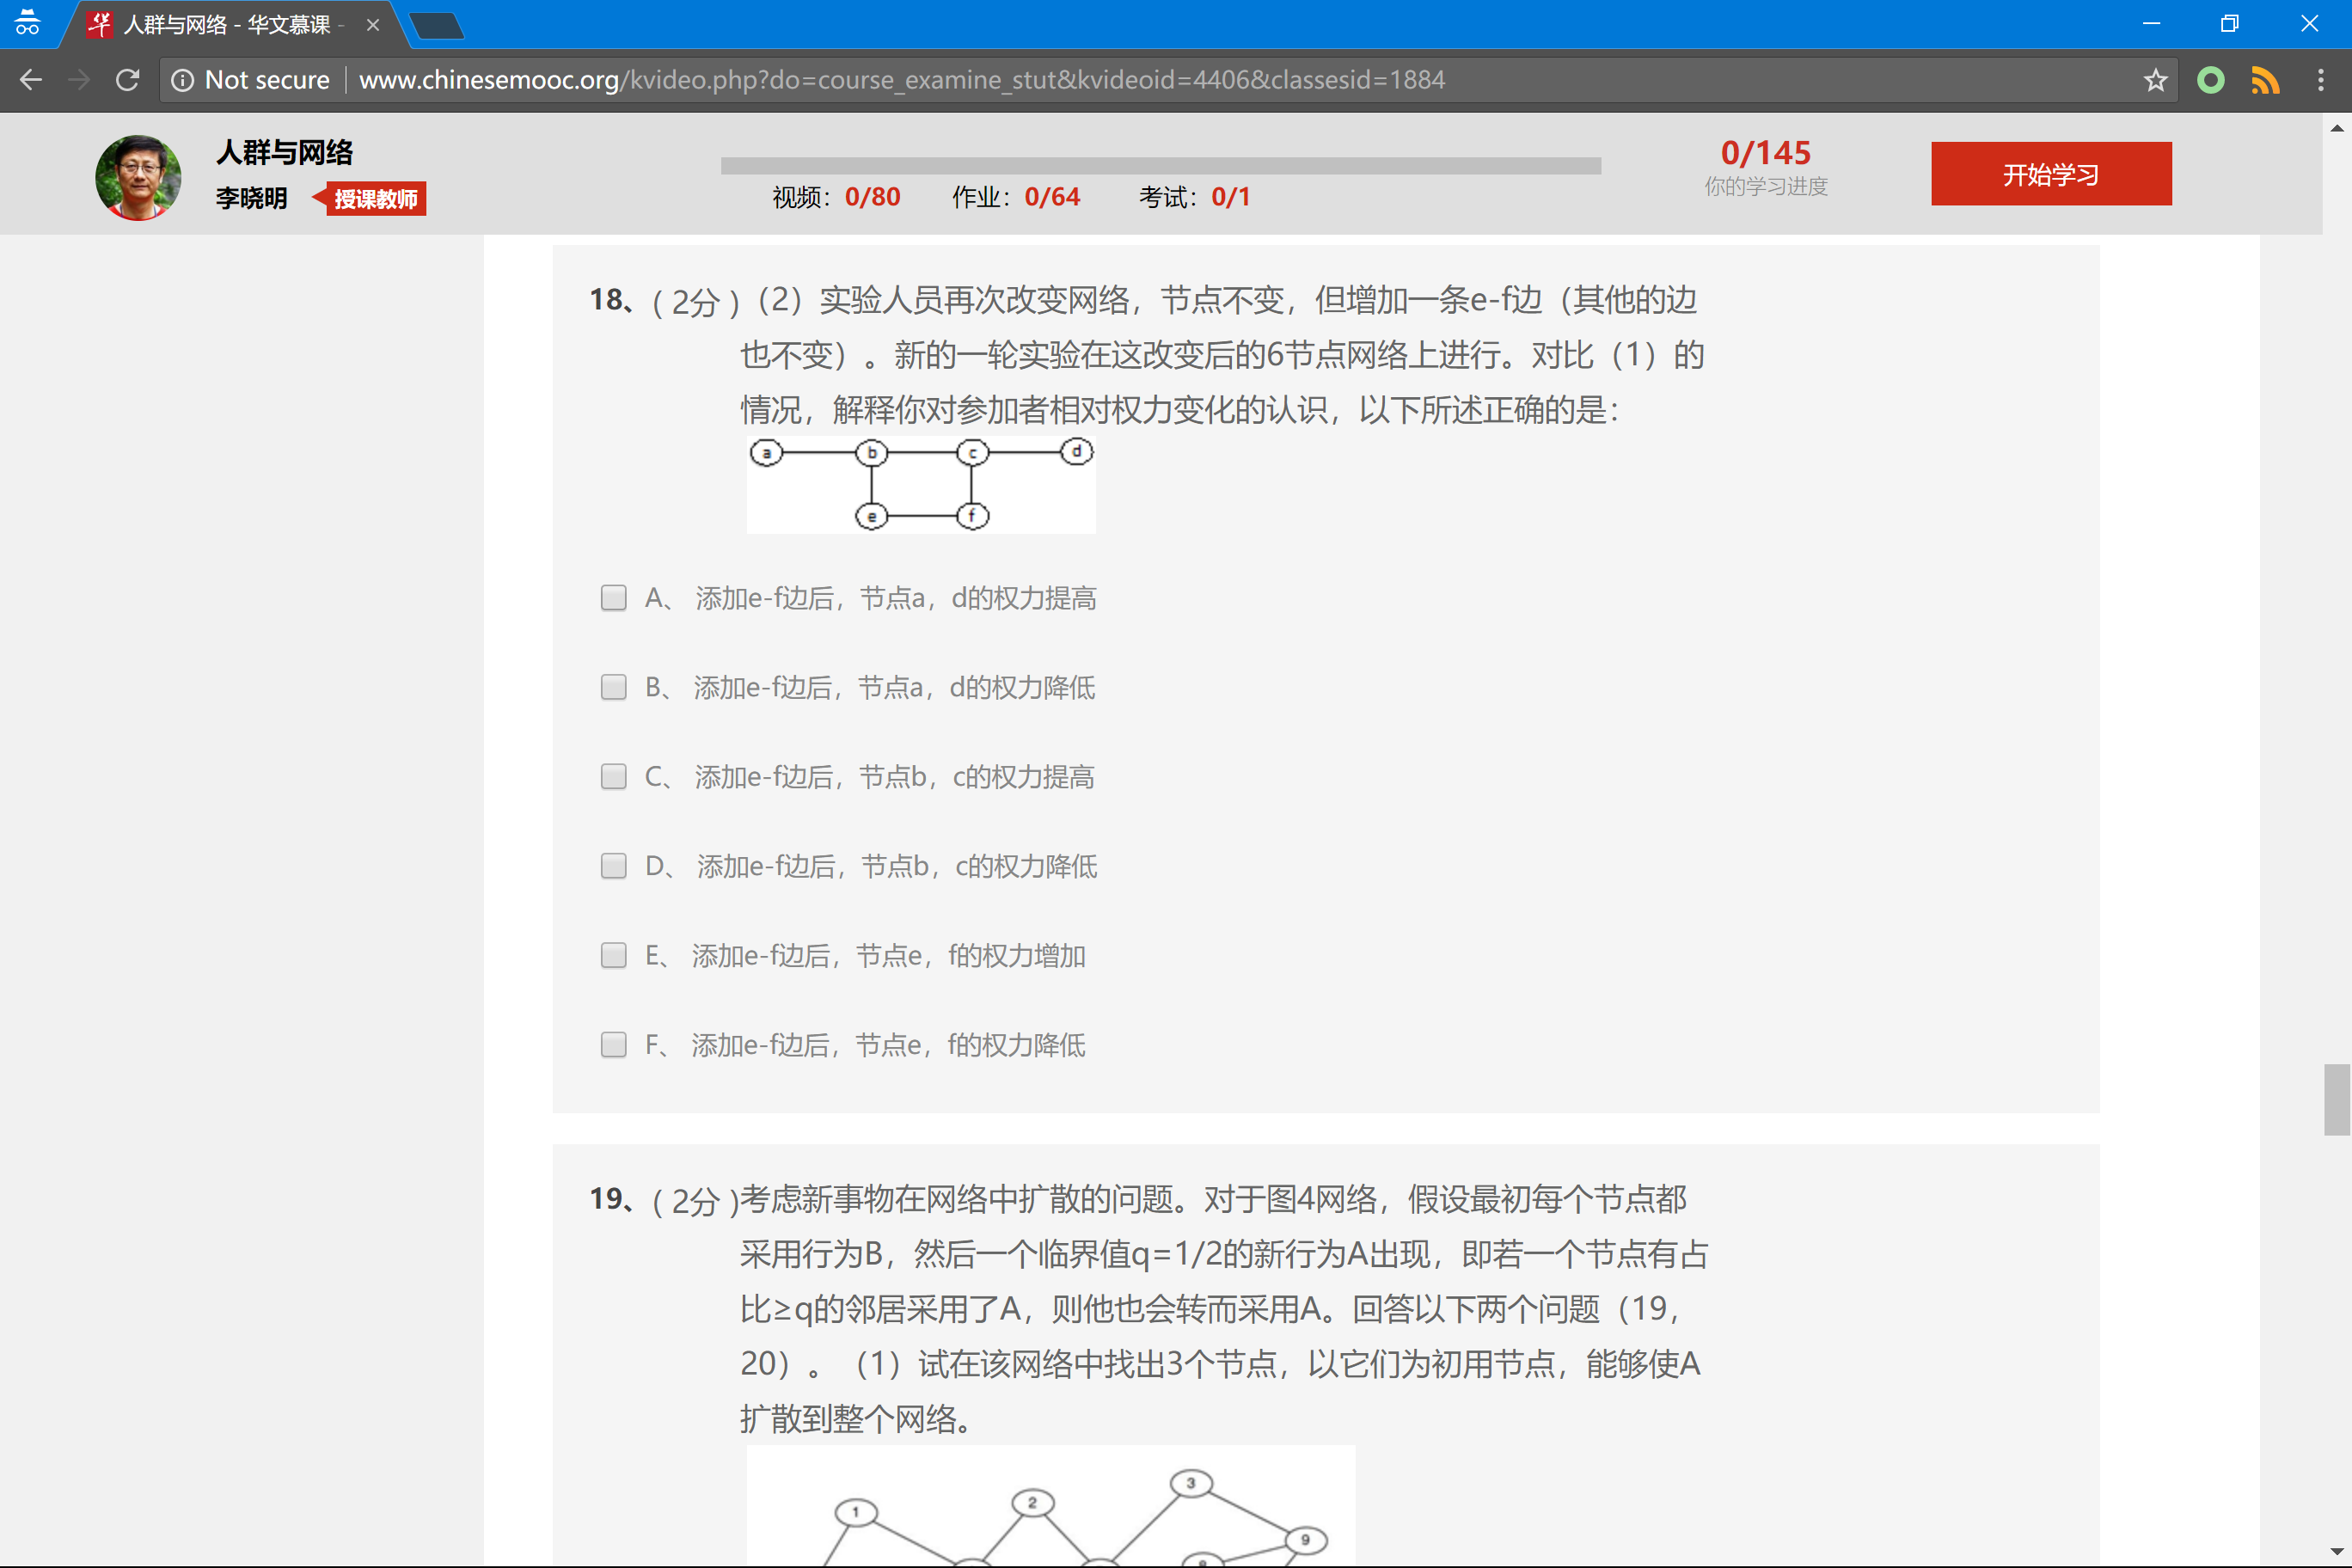 人群与网络 - 华文慕课 -
Not secure www.chinesemooc.org/kvideo.php?do=course_examine_stut&kvideoid=4406&classesid=1884
人群与网络
李晓明 授课教师
视频：0/80 作业：0/64 考试：0/1
0/145
你的学习进度
开始学习
18、( 2分 )（2）实验人员再次改变网络，节点不变，但增加一条e-f边（其他的边
也不变）。新的一轮实验在这改变后的6节点网络上进行。对比（1）的
情况，解释你对参加者相对权力变化的认识，以下所述正确的是：
a b c d
e f
A、 添加e-f边后，节点a，d的权力提高
B、 添加e-f边后，节点a，d的权力降低
C、 添加e-f边后，节点b，c的权力提高
D、 添加e-f边后，节点b，c的权力降低
E、 添加e-f边后，节点e，f的权力增加
F、 添加e-f边后，节点e，f的权力降低
19、( 2分 )考虑新事物在网络中扩散的问题。对于图4网络，假设最初每个节点都
采用行为B，然后一个临界值q=1/2的新行为A出现，即若一个节点有占
比≥q的邻居采用了A，则他也会转而采用A。回答以下两个问题（19，
20）。（1）试在该网络中找出3个节点，以它们为初用节点，能够使A
扩散到整个网络。
3
2
1
9